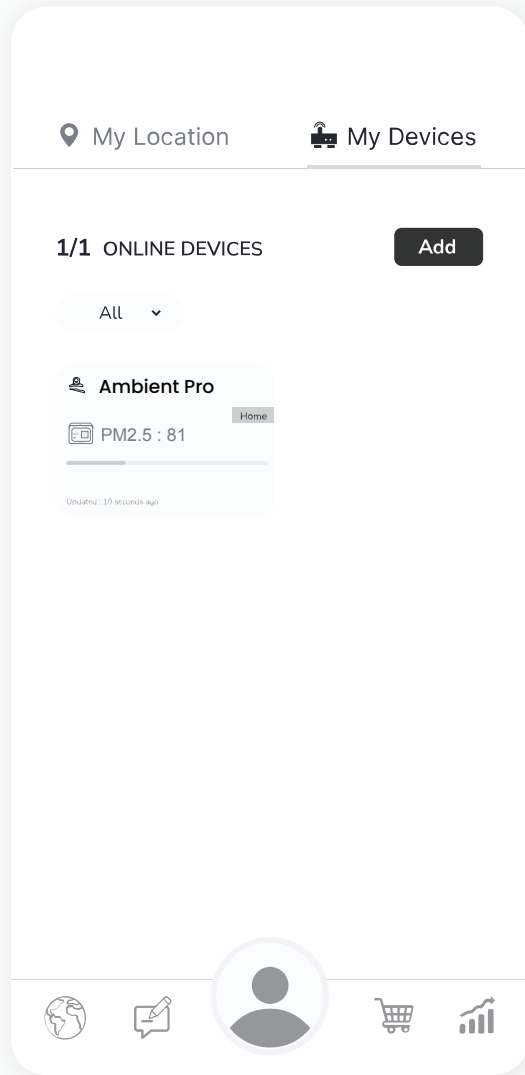 My Location
My Devices
1/1 ONLINE DEVICES
Add
All
Ambient Pro
Home
PM2.5 : 81
Updated : 10 seconds ago